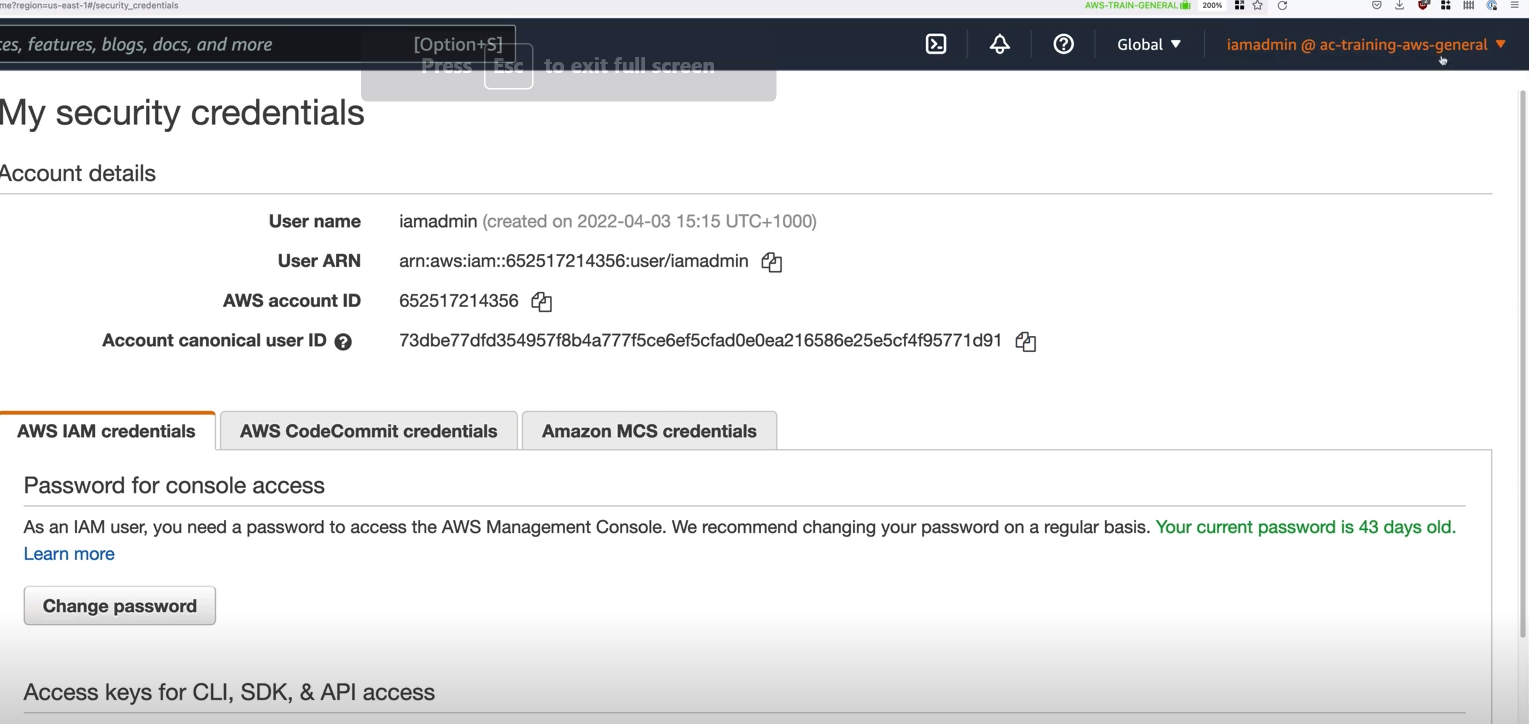 me?region=us-east-1#/security_credentials
AWS-TRAIN-GENERAL 200%
ces, features, blogs, docs, and more [Option+S]
Global ▼ iamadmin @ ac-training-aws-general ▼
Press Esc to exit full screen
My security credentials
Account details
User name iamadmin (created on 2022-04-03 15:15 UTC+1000)
User ARN arn:aws:iam::652517214356:user/iamadmin
AWS account ID 652517214356
Account canonical user ID 73dbe77dfd354957f8b4a777f5ce6ef5cfad0e0ea216586e25e5cf4f95771d91
AWS IAM credentials AWS CodeCommit credentials Amazon MCS credentials
Password for console access
As an IAM user, you need a password to access the AWS Management Console. We recommend changing your password on a regular basis. Your current password is 43 days old.
Learn more
Change password
Access keys for CLI, SDK, & API access